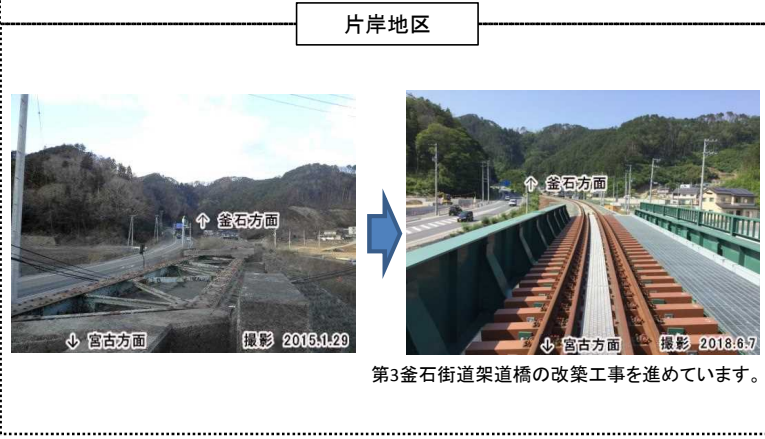 片岸地区
↑ 釜石方面
↓ 宮古方面
撮影 2015.1.29
↑ 釜石方面
↓ 宮古方面
撮影 2018.6.7
第3釜石街道架道橋の改築工事を進めています。